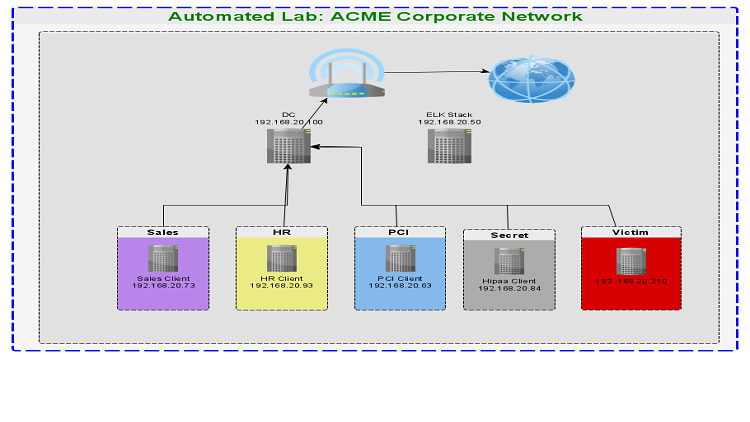 Automated Lab: ACME Corporate Network
DC
192.168.20.100
ELK Stack
192.168.20.50
Sales
Sales Client
192.168.20.73
HR
HR Client
192.168.20.93
PCI
PCI Client
192.168.20.63
Secret
Hipaa Client
192.168.20.84
Victim
192.168.20.210